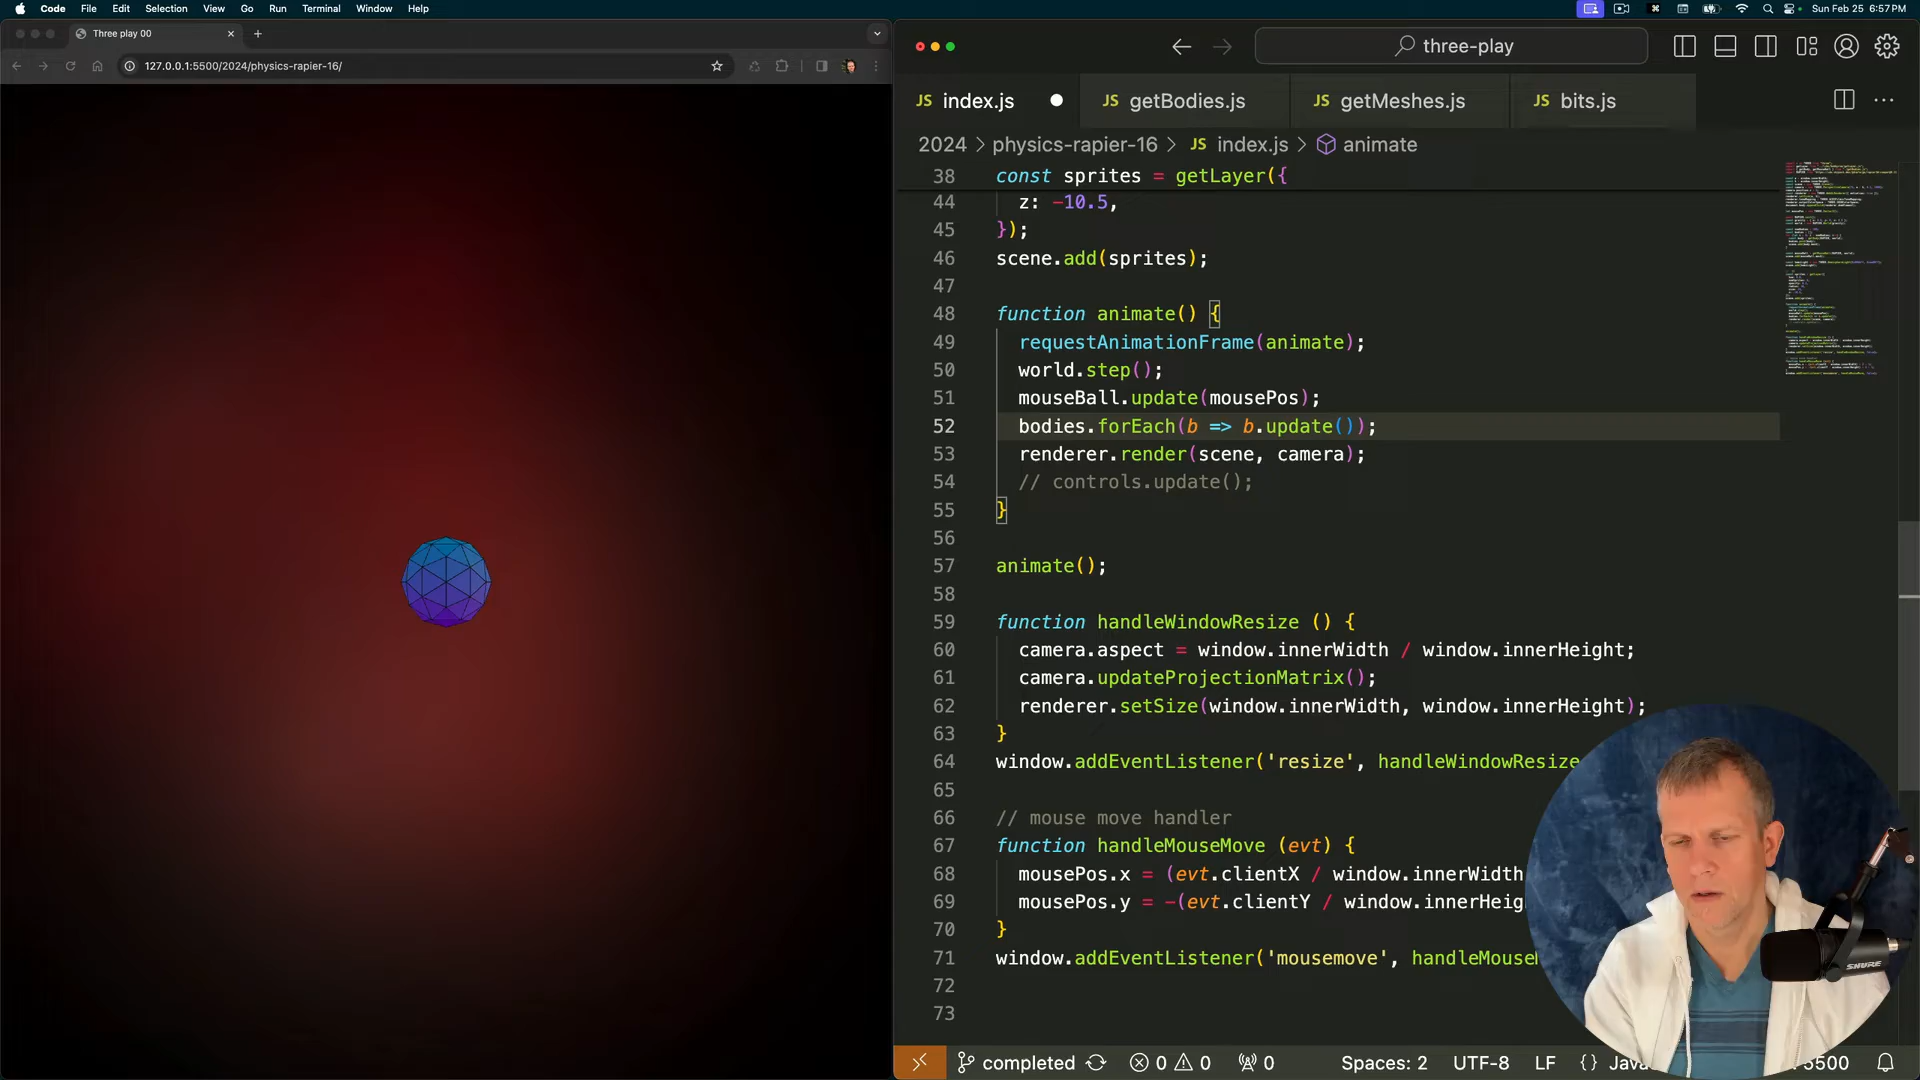 Code File Edit Selection View Go Run Terminal Window Help
Sun Feb 25 6:57 PM
Three play 00
127.0.0.1:5500/2024/physics-rapier-16/
three-play
JS index.js
JS getBodies.js
JS getMeshes.js
JS bits.js
2024 > physics-rapier-16 > JS index.js > animate
38 const sprites = getLayer({
44 z: -10.5,
45 });
46 scene.add(sprites);
47
48 function animate() {
49 requestAnimationFrame(animate);
50 world.step();
51 mouseBall.update(mousePos);
52 bodies.forEach(b => b.update());
53 renderer.render(scene, camera);
54 // controls.update();
55 }
56
57 animate();
58
59 function handleWindowResize () {
60 camera.aspect = window.innerWidth / window.innerHeight;
61 camera.updateProjectionMatrix();
62 renderer.setSize(window.innerWidth, window.innerHeight);
63 }
64 window.addEventListener('resize', handleWindowResize
65
66 // mouse move handler
67 function handleMouseMove (evt) {
68 mousePos.x = (evt.clientX / window.innerWidth
69 mousePos.y = -(evt.clientY / window.innerHeig
70 }
71 window.addEventListener('mousemove', handleMouse
72
73
SHURE
completed 0 0 0 Spaces: 2 UTF-8 LF {} Java 5500